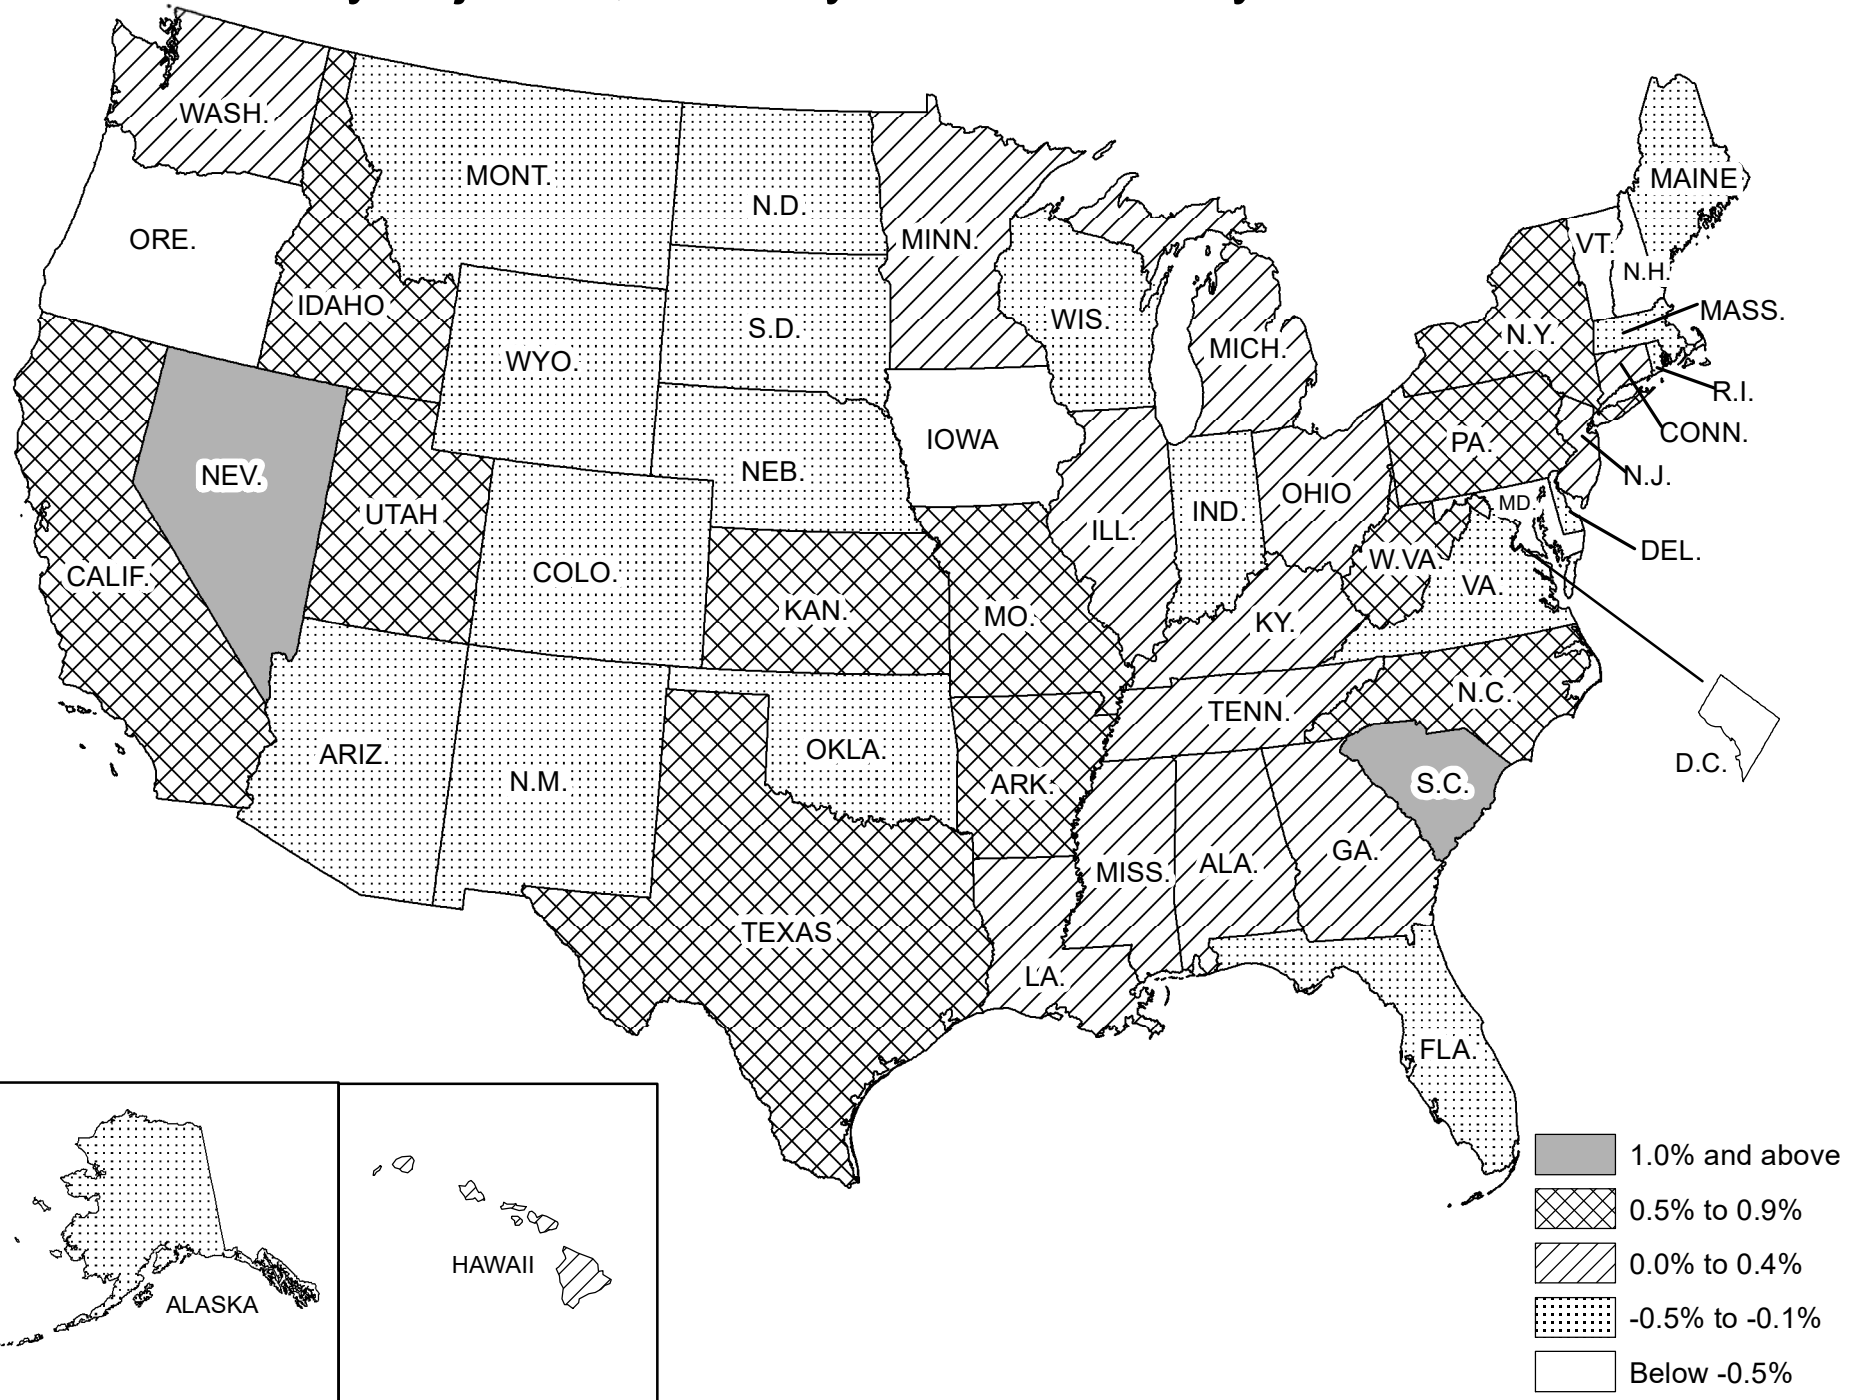 WASH.
MONT.
N.D.
MINN.
MAINE
ORE.
VT.
N.H.
IDAHO
S.D.
WIS.
MICH.
N.Y.
MASS.
WYO.
R.I.
CONN.
IOWA
PA.
NEV.
NEB.
N.J.
UTAH
OHIO
MD
IND.
ILL.
DEL.
CALIF.
COLO.
W.VA.
VA.
KAN.
MO.
KY.
N.C.
TENN.
ARIZ.
OKLA.
D.C.
N.M.
ARK.
S.C.
MISS.
ALA.
GA.
TEXAS
LA.
FLA.
HAWAII
ALASKA
1.0% and above
0.5% to 0.9%
0.0% to 0.4%
-0.5% to -0.1%
Below -0.5%